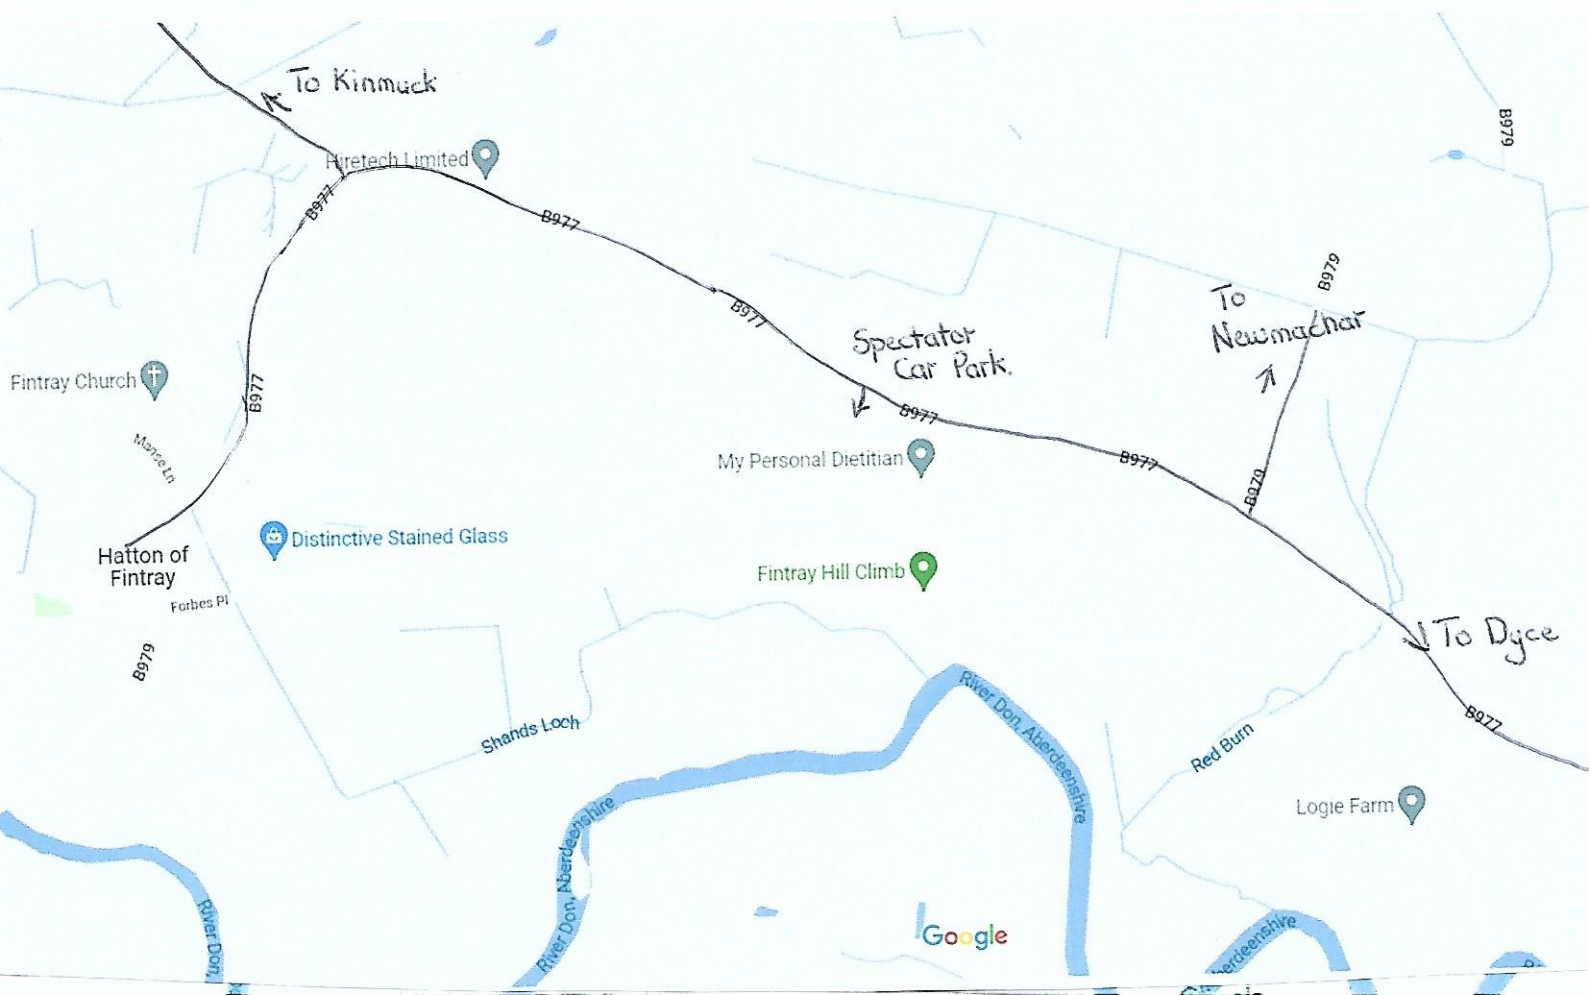 To Kinmuck
B979
Hiretech Limited
B977
B977
B979
To
Newmachar
B977
Spectator
Car Park.
Fintray Church
B977
B977
Manse Ln
My Personal Dietitian
B977
B979
Distinctive Stained Glass
Hatton of
Fintray
Fintray Hill Climb
Forbes Pl
To Dyce
B979
River Don, Aberdeenshire
Shands Loch
B977
Red Burn
Logie Farm
River Don, Aberdeenshire
River Don,
Google
berdeenshire